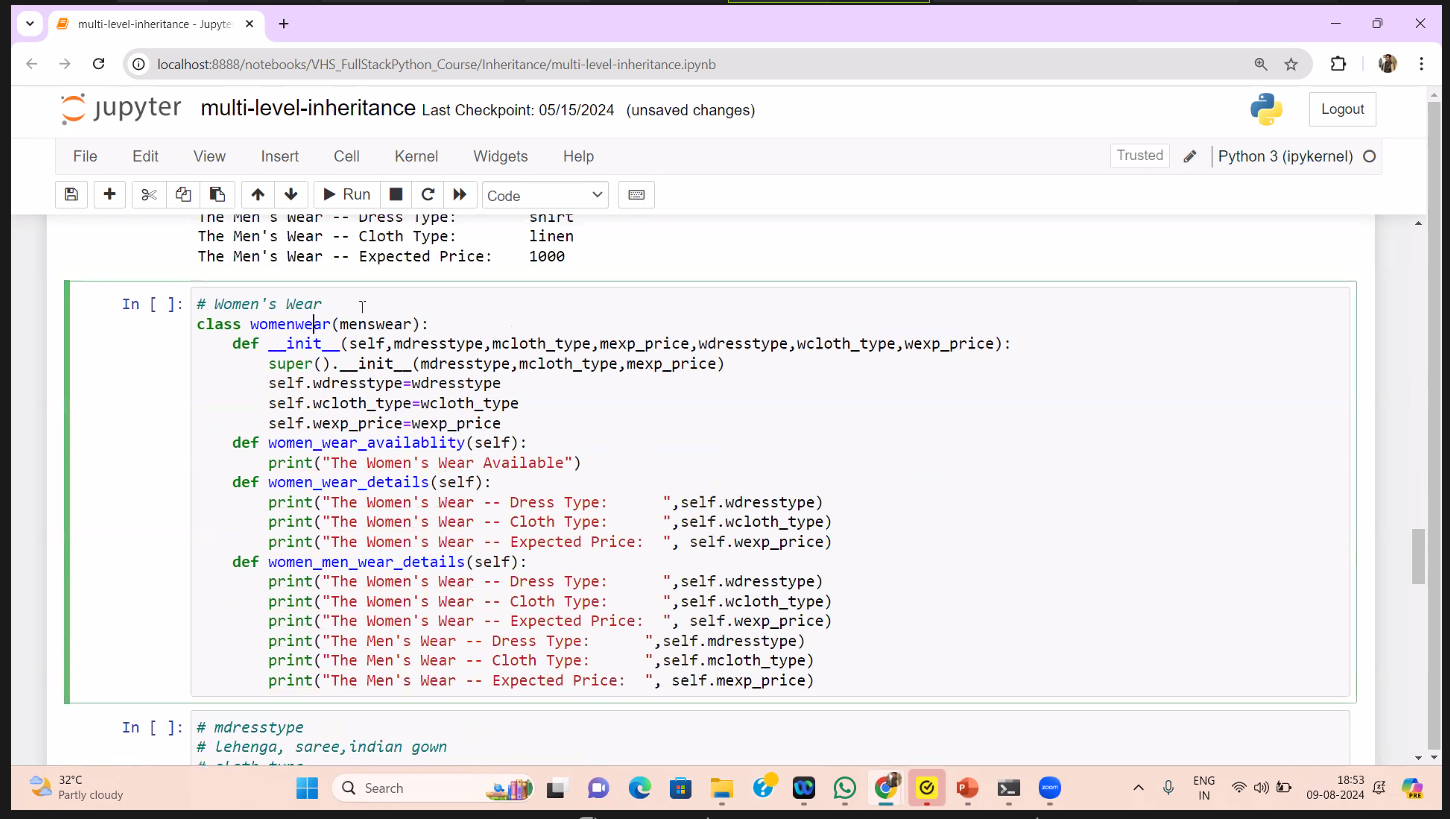 multi-level-inheritance - Jupyte
localhost:8888/notebooks/VHS_FullStackPython_Course/Inheritance/multi-level-inheritance.ipynb
jupyter multi-level-inheritance Last Checkpoint: 05/15/2024 (unsaved changes)
Logout
File Edit View Insert Cell Kernel Widgets Help
Trusted Python 3 (ipykernel)
Run Code
The Men's Wear -- Dress Type: shirt
The Men's Wear -- Cloth Type: linen
The Men's Wear -- Expected Price: 1000
In [ ]: # Women's Wear
class womenwear(menswear):
def __init__(self,mdresstype,mcloth_type,mexp_price,wdresstype,wcloth_type,wexp_price):
super().__init__(mdresstype,mcloth_type,mexp_price)
self.wdresstype=wdresstype
self.wcloth_type=wcloth_type
self.wexp_price=wexp_price
def women_wear_availablity(self):
print("The Women's Wear Available")
def women_wear_details(self):
print("The Women's Wear -- Dress Type: ",self.wdresstype)
print("The Women's Wear -- Cloth Type: ",self.wcloth_type)
print("The Women's Wear -- Expected Price: ", self.wexp_price)
def women_men_wear_details(self):
print("The Women's Wear -- Dress Type: ",self.wdresstype)
print("The Women's Wear -- Cloth Type: ",self.wcloth_type)
print("The Women's Wear -- Expected Price: ", self.wexp_price)
print("The Men's Wear -- Dress Type: ",self.mdresstype)
print("The Men's Wear -- Cloth Type: ",self.mcloth_type)
print("The Men's Wear -- Expected Price: ", self.mexp_price)
In [ ]: # mdresstype
# lehenga, saree,indian gown
# cloth type
32°C
Partly cloudy
Search
zoom
PRE
ENG
IN
18:53
09-08-2024